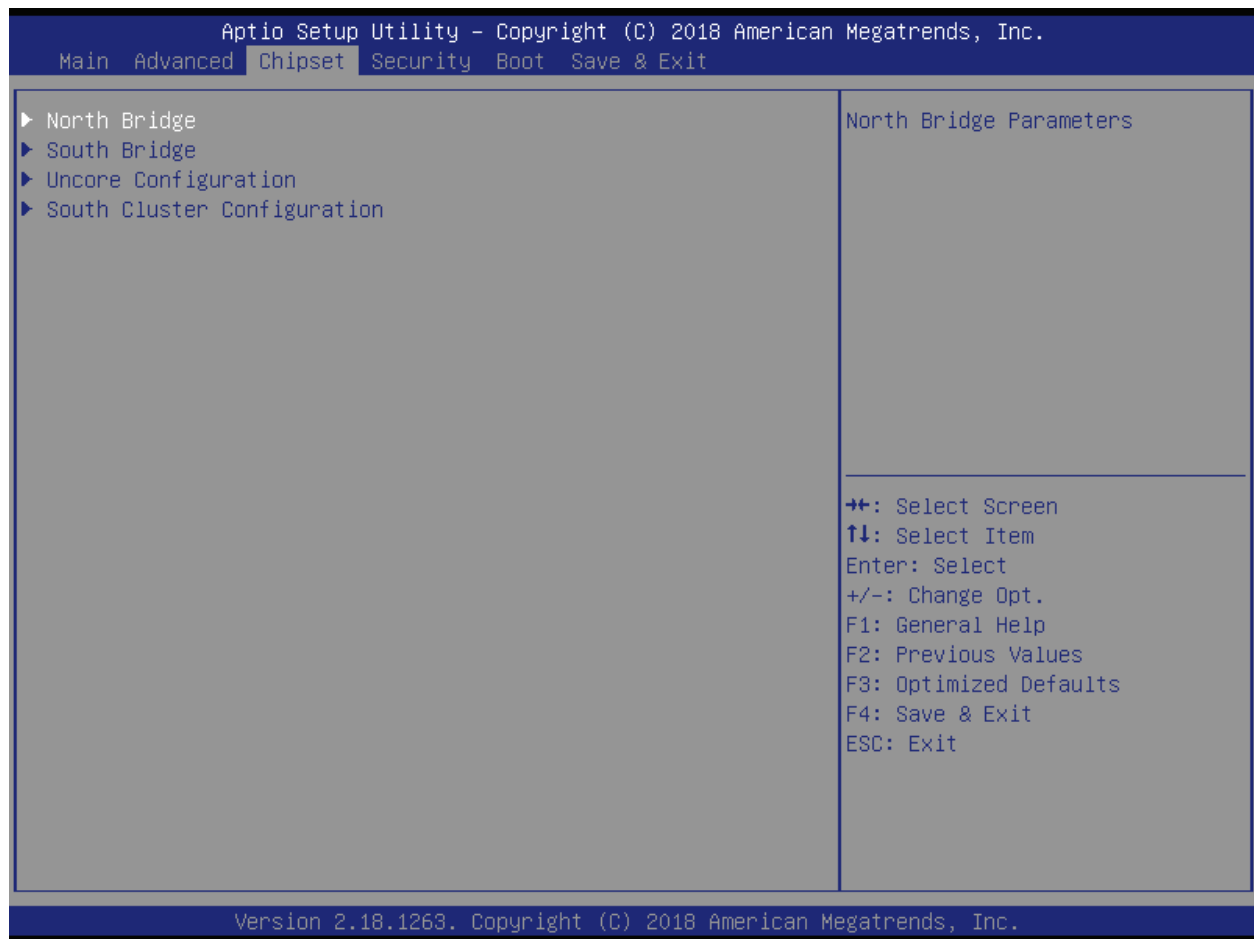 Aptio Setup Utility – Copyright (C) 2018 American Megatrends, Inc.
Main Advanced Chipset Security Boot Save & Exit
▶ North Bridge
▶ South Bridge
▶ Uncore Configuration
▶ South Cluster Configuration
North Bridge Parameters
→←: Select Screen
↑↓: Select Item
Enter: Select
+/-: Change Opt.
F1: General Help
F2: Previous Values
F3: Optimized Defaults
F4: Save & Exit
ESC: Exit
Version 2.18.1263. Copyright (C) 2018 American Megatrends, Inc.